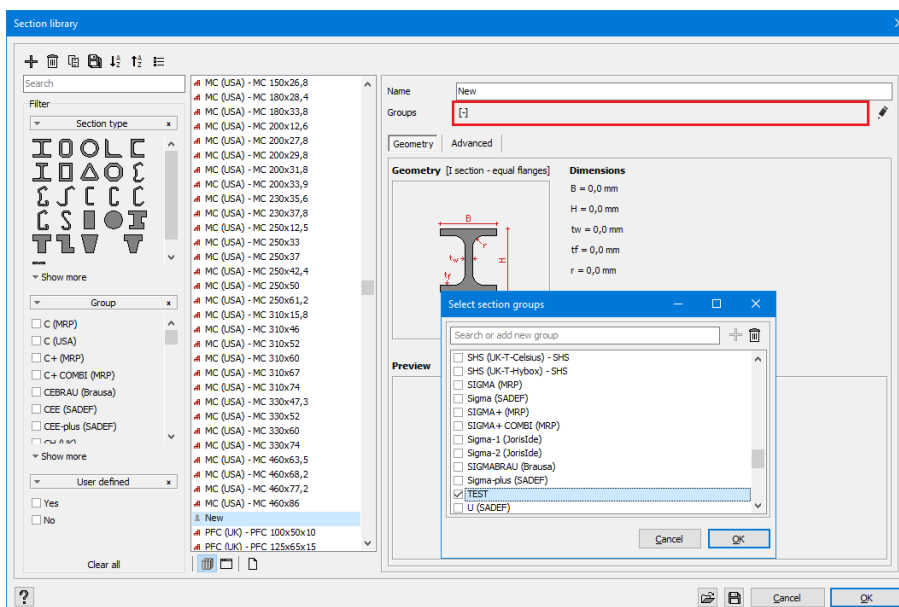 Section library
Search
Filter
Section type
Show more
Group
C (MRP)
C (USA)
C+ (MRP)
C+ COMBI (MRP)
CEBRAU (Brausa)
CEE (SADEF)
CEE-plus (SADEF)
Show more
User defined
Yes
No
Clear all
MC (USA) - MC 150x26,8
MC (USA) - MC 180x28,4
MC (USA) - MC 180x33,8
MC (USA) - MC 200x12,6
MC (USA) - MC 200x27,8
MC (USA) - MC 200x29,8
MC (USA) - MC 200x31,8
MC (USA) - MC 200x33,9
MC (USA) - MC 230x35,6
MC (USA) - MC 230x37,8
MC (USA) - MC 250x12,5
MC (USA) - MC 250x33
MC (USA) - MC 250x37
MC (USA) - MC 250x42,4
MC (USA) - MC 250x50
MC (USA) - MC 250x61,2
MC (USA) - MC 310x15,8
MC (USA) - MC 310x46
MC (USA) - MC 310x52
MC (USA) - MC 310x60
MC (USA) - MC 310x67
MC (USA) - MC 310x74
MC (USA) - MC 330x47,3
MC (USA) - MC 330x52
MC (USA) - MC 330x60
MC (USA) - MC 330x74
MC (USA) - MC 460x63,5
MC (USA) - MC 460x68,2
MC (USA) - MC 460x77,2
MC (USA) - MC 460x86
New
PFC (UK) - PFC 100x50x10
PFC (UK) - PFC 125x65x15
Name New
Groups [-]
Geometry Advanced
Geometry [I section - equal flanges]
B
r
tw
H
tf
Dimensions
B = 0,0 mm
H = 0,0 mm
tw = 0,0 mm
tf = 0,0 mm
r = 0,0 mm
Preview
Select section groups
Search or add new group
SHS (UK-T-Celsius) - SHS
SHS (UK-T-Hybox) - SHS
SIGMA (MRP)
Sigma (SADEF)
SIGMA+ (MRP)
SIGMA+ COMBI (MRP)
Sigma-1 (JorisIde)
Sigma-2 (JorisIde)
SIGMABRAU (Brausa)
Sigma-plus (SADEF)
TEST
U (SADEF)
Cancel OK
? Cancel OK